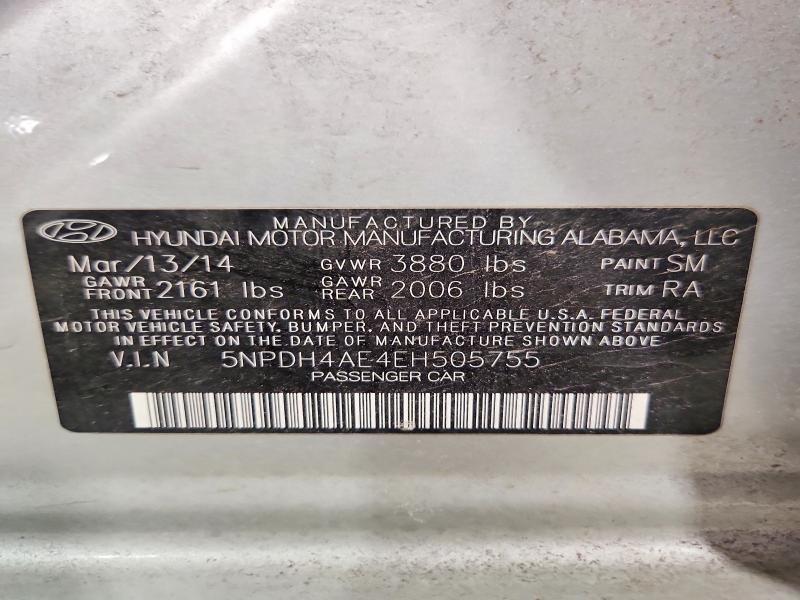 MANUFACTURED BY
HYUNDAI MOTOR MANUFACTURING ALABAMA, LLC
Mar/13/14 GVWR 3880 lbs PAINT SM
GAWR FRONT 2161 lbs GAWR REAR 2006 lbs TRIM RA
THIS VEHICLE CONFORMS TO ALL APPLICABLE U.S.A. FEDERAL
MOTOR VEHICLE SAFETY, BUMPER, AND THEFT PREVENTION
STANDARDS IN EFFECT ON THE DATE OF MANUFACTURE SHOWN ABOVE
V.I.N 5NPDH4AE4EH505755
PASSENGER CAR